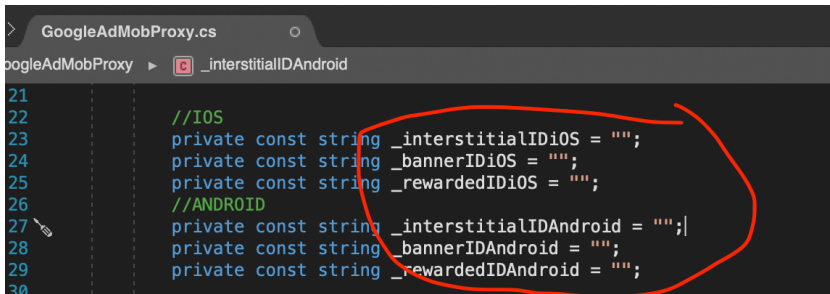 GoogleAdMobProxy.cs
oogleAdMobProxy ▸ C _interstitialIDAndroid
21
22 //IOS
23 private const string _interstitialIDiOS = "";
24 private const string _bannerIDiOS = "";
25 private const string _rewardedIDiOS = "";
26 //ANDROID
27 private const string _interstitialIDAndroid = "";
28 private const string _bannerIDAndroid = "";
29 private const string _rewardedIDAndroid = "";
30